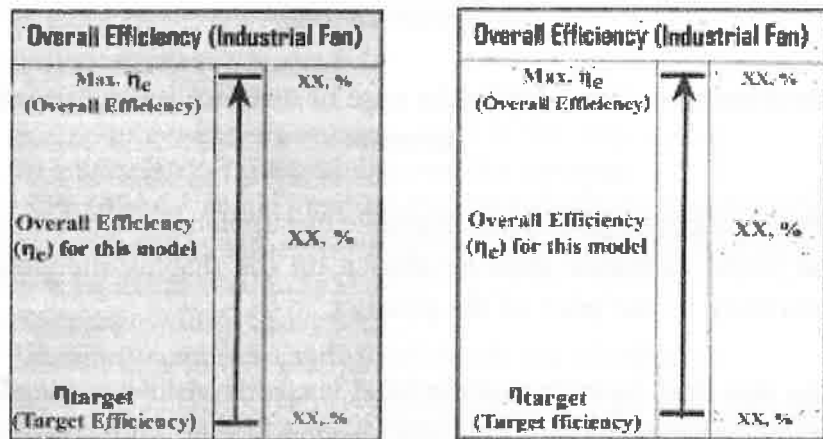 Overall Efficiency (Industrial Fan)
Max. ηe XX, %
(Overall Efficiency)
Overall Efficiency
(ηe) for this model XX, %
ηtarget
(Target Efficiency) XX, %
Overall Efficiency (Industrial Fan)
Max. ηe XX, %
(Overall Efficiency)
Overall Efficiency
(ηe) for this model XX, %
ηtarget
(Target fficiency) XX, %